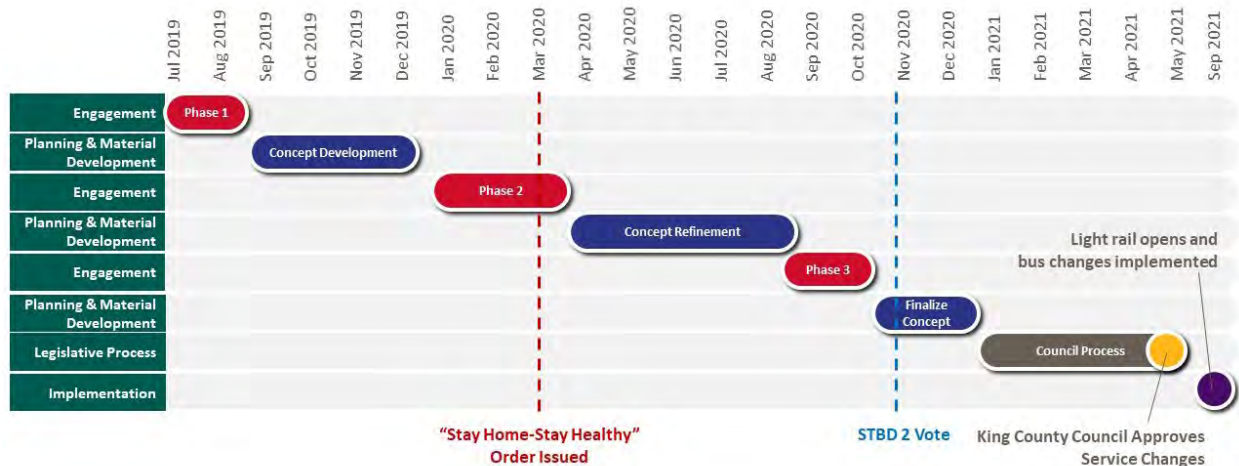 Jul 2019
Aug 2019
Sep 2019
Oct 2019
Nov 2019
Dec 2019
Jan 2020
Feb 2020
Mar 2020
Apr 2020
May 2020
Jun 2020
Jul 2020
Aug 2020
Sep 2020
Oct 2020
Nov 2020
Dec 2020
Jan 2021
Feb 2021
Mar 2021
Apr 2021
May 2021
Sep 2021
Engagement
Phase 1
Planning & Material
Development
Concept Development
Engagement
Phase 2
Planning & Material
Development
Concept Refinement
Light rail opens and
bus changes implemented
Engagement
Phase 3
Planning & Material
Development
Finalize
Concept
Legislative Process
Council Process
Implementation
“Stay Home-Stay Healthy”
Order Issued
STBD 2 Vote
King County Council Approves
Service Changes